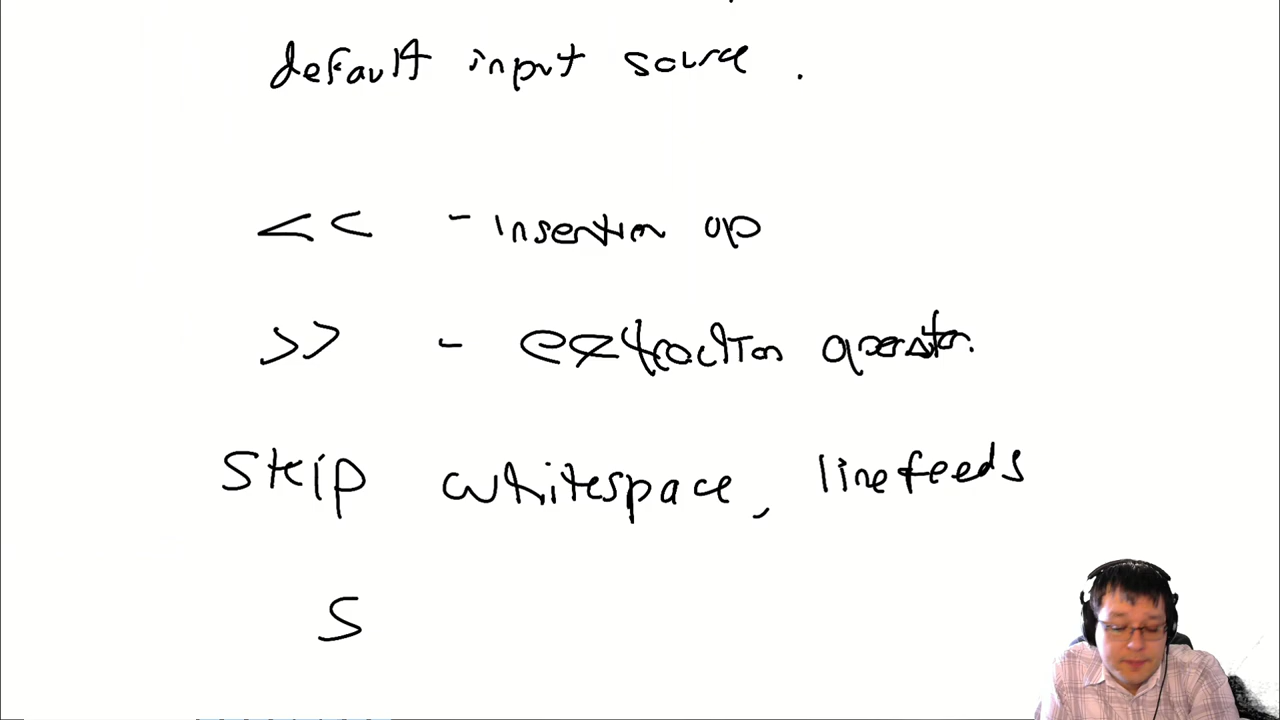 default input source .
<< - insertion op
>> - extraction operator.
Skip whitespace, linefeeds
S